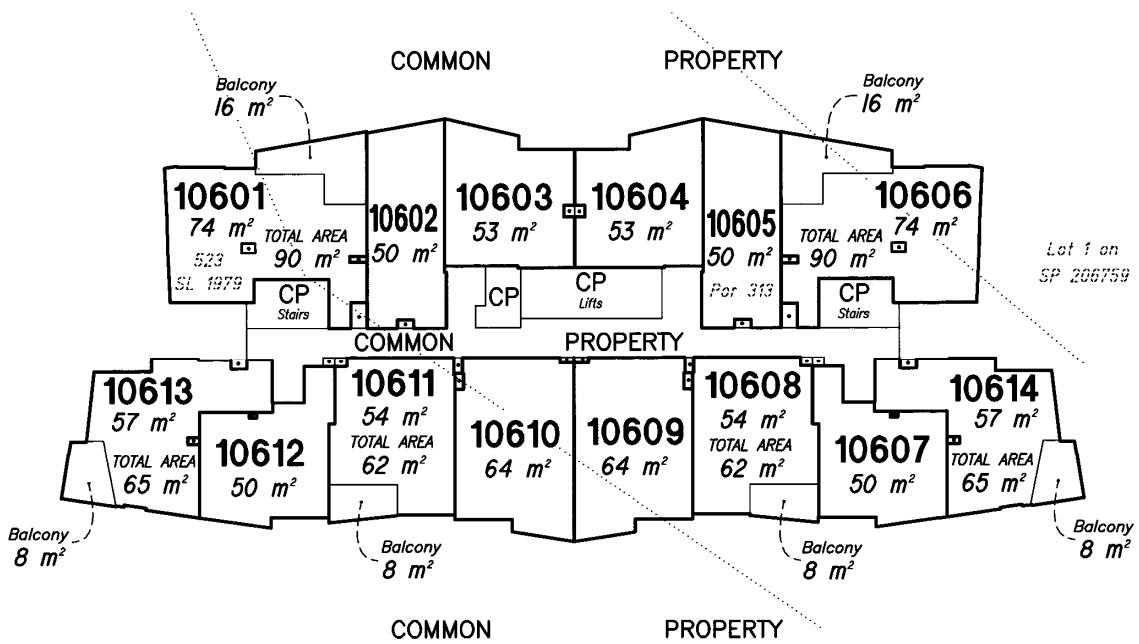 COMMON PROPERTY
Balcony
16 m²
Balcony
16 m²
10601
74 m²
TOTAL AREA
90 m²
523
SL 1979
10602
50 m²
10603
53 m²
10604
53 m²
10605
50 m²
Por 313
10606
74 m²
TOTAL AREA
90 m²
Lot 1 on
SP 206759
CP
Stairs
CP
CP
Lifts
CP
Stairs
COMMON PROPERTY
10613
57 m²
TOTAL AREA
65 m²
10612
50 m²
10611
54 m²
TOTAL AREA
62 m²
10610
64 m²
10609
64 m²
10608
54 m²
TOTAL AREA
62 m²
10607
50 m²
10614
57 m²
TOTAL AREA
65 m²
Balcony
8 m²
Balcony
8 m²
Balcony
8 m²
Balcony
8 m²
COMMON PROPERTY